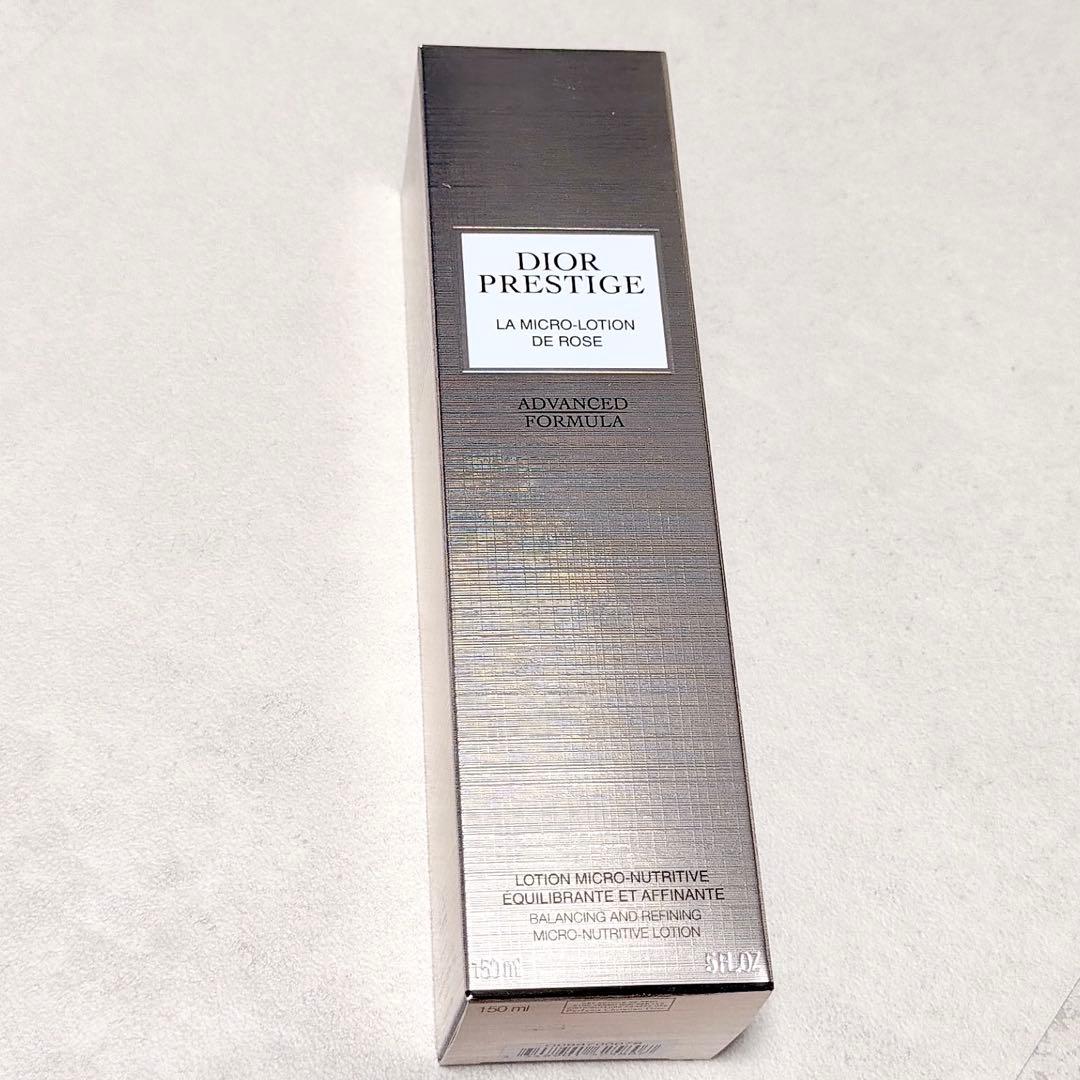 DIOR
PRESTIGE
LA MICRO-LOTION
DE ROSE
ADVANCED
FORMULA
LOTION MICRO-NUTRITIVE
ÉQUILIBRANTE ET AFFINANTE
BALANCING AND REFINING
MICRO-NUTRITIVE LOTION
150 ml 5 FL.OZ
150 ml